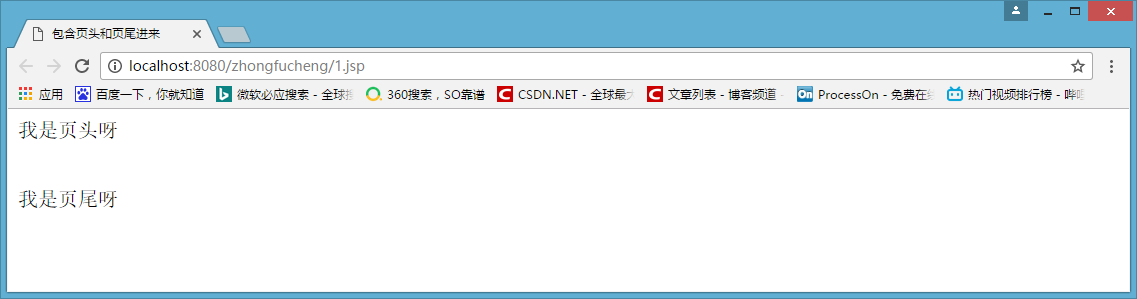 包含页头和页尾进来
localhost:8080/zhongfucheng/1.jsp
应用 百度一下，你就知道 微软必应搜索 - 全球 360搜索，SO靠谱 CSDN.NET - 全球最 文章列表 - 博客频道 - ProcessOn - 免费在 热门视频排行榜 - 哔
我是页头呀
我是页尾呀